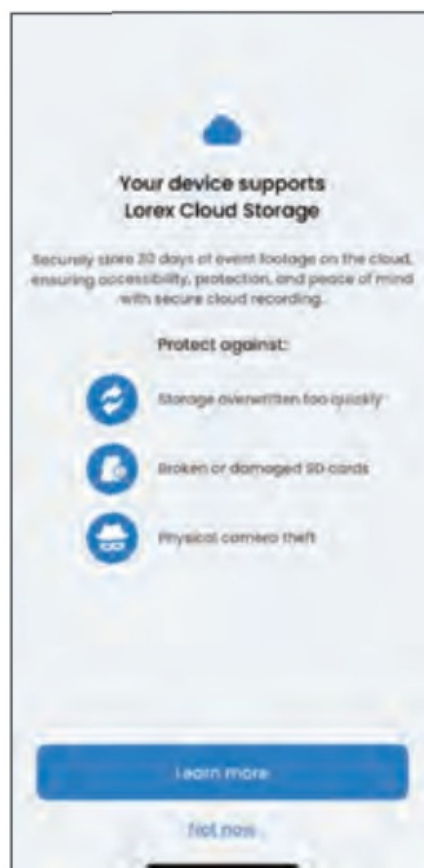 Your device supports
Lorex Cloud Storage
Securely store 30 days of event footage on the cloud,
ensuring accessibility, protection, and peace of mind
with secure cloud recording.
Protect against:
Storage overwritten too quickly
Broken or damaged SD cards
Physical camera theft
Learn more
Not now